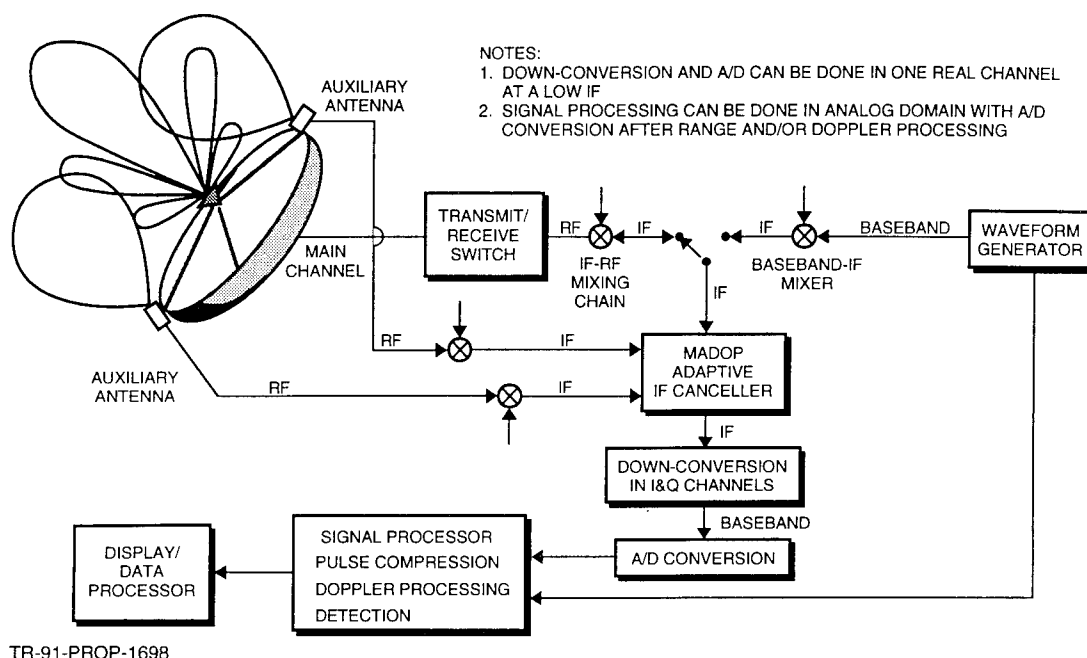 NOTES:
1. DOWN-CONVERSION AND A/D CAN BE DONE IN ONE REAL CHANNEL
AT A LOW IF
2. SIGNAL PROCESSING CAN BE DONE IN ANALOG DOMAIN WITH A/D
CONVERSION AFTER RANGE AND/OR DOPPLER PROCESSING
AUXILIARY
ANTENNA
MAIN
CHANNEL
TRANSMIT/
RECEIVE
SWITCH
RF
IF
IF-RF
MIXING
CHAIN
IF
BASEBAND-IF
MIXER
BASEBAND
WAVEFORM
GENERATOR
IF
RF
IF
AUXILIARY
ANTENNA
RF
IF
MADOP
ADAPTIVE
IF CANCELLER
IF
DOWN-CONVERSION
IN I&Q CHANNELS
BASEBAND
A/D CONVERSION
SIGNAL PROCESSOR
PULSE COMPRESSION
DOPPLER PROCESSING
DETECTION
DISPLAY/
DATA
PROCESSOR
TR-91-PROP-1698